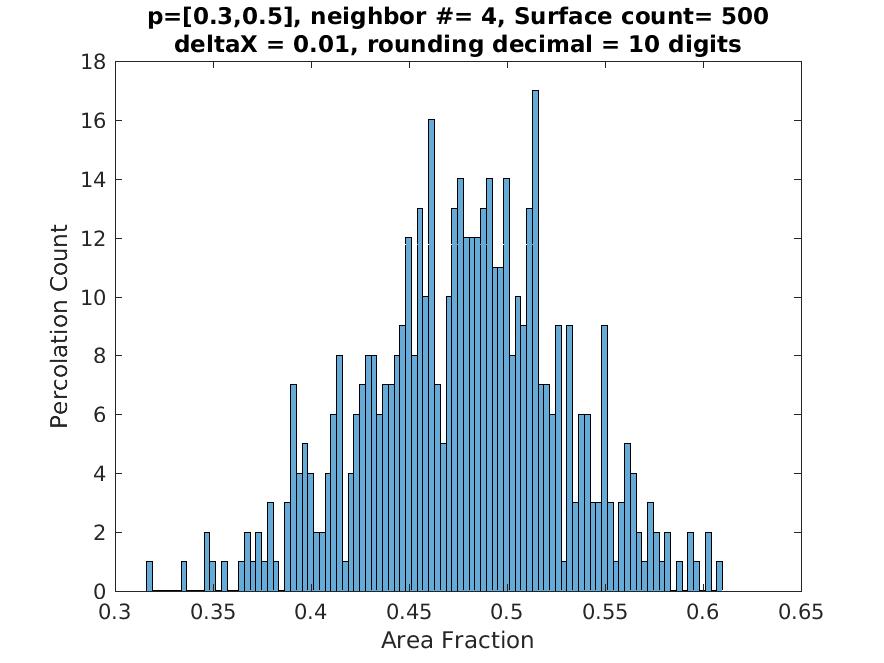 p=[0.3,0.5], neighbor #= 4, Surface count= 500
deltaX = 0.01, rounding decimal = 10 digits
18
16
14
12
10
8
6
4
2
0
Percolation Count
0.3 0.35 0.4 0.45 0.5 0.55 0.6 0.65
Area Fraction